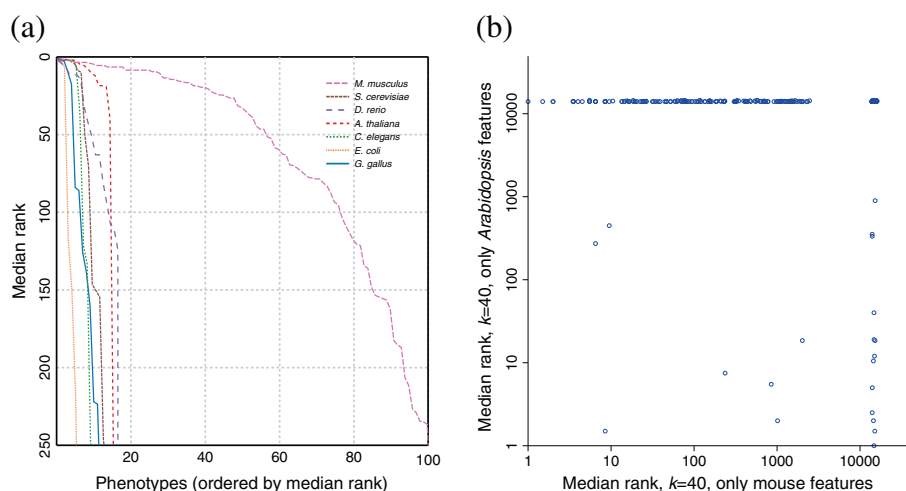 (a)
Median rank
0
50
100
150
200
250
M. musculus
S. cerevisiae
D. rerio
A. thaliana
C. elegans
E. coli
G. gallus
20
40
60
80
100
Phenotypes (ordered by median rank)
(b)
Median rank, k=40, only Arabidopsis features
10000
1000
100
10
1
1
10
100
1000
10000
Median rank, k=40, only mouse features